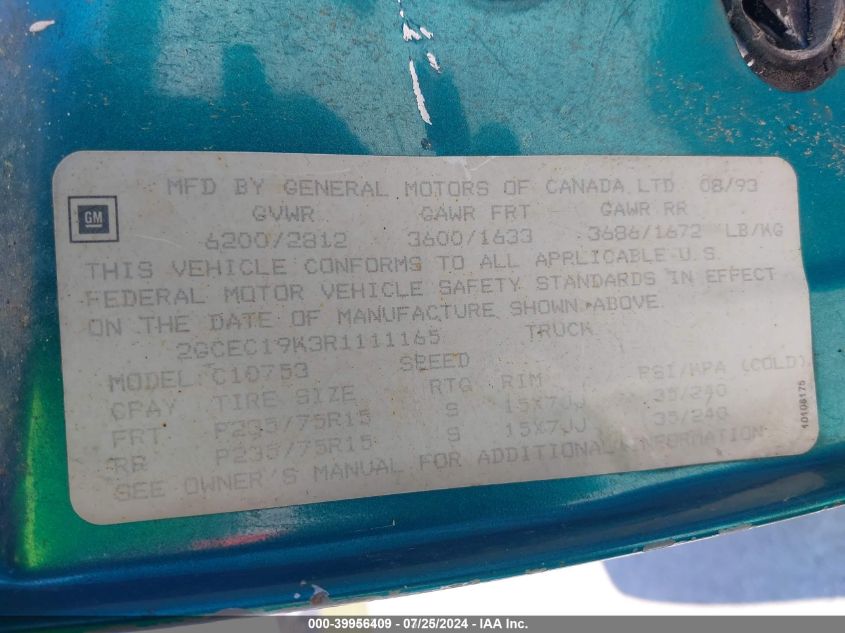 MFD BY GENERAL MOTORS OF CANADA LTD 08/93
GM
GVWR GAWR FRT GAWR RR
6200/2812 3600/1633 3686/1672 LB/KG
THIS VEHICLE CONFORMS TO ALL APPLICABLE U.S.
FEDERAL MOTOR VEHICLE SAFETY STANDARDS IN EFFECT
ON THE DATE OF MANUFACTURE SHOWN ABOVE
2GCEC19K3R1111165 TRUCK
MODEL: C10753 SPEED
CPAY TIRE SIZE RTG RIM PSI/KPA (COLD)
FRT P235/75R15 S 15X7JJ 35/240
RR P235/75R15 S 15X7JJ 35/240
SEE OWNER'S MANUAL FOR ADDITIONAL INFORMATION
10108175
000-39956409 - 07/25/2024 - IAA Inc.